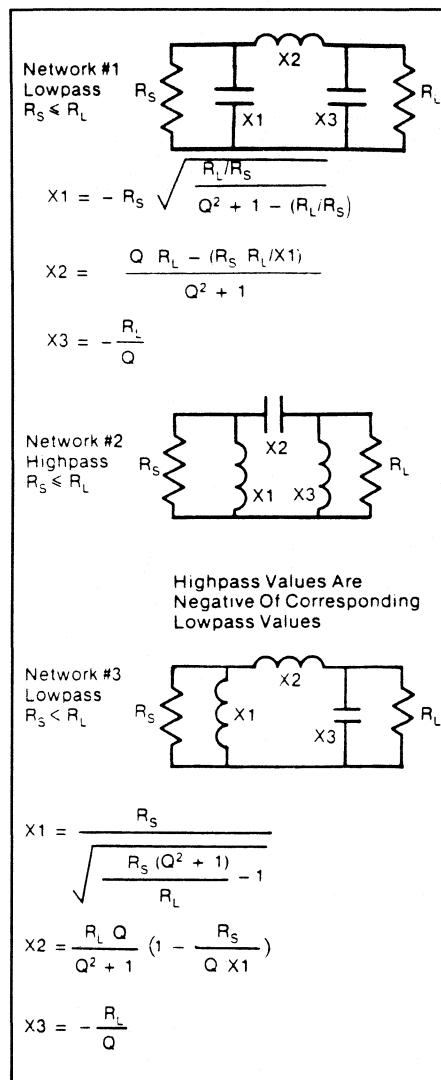 Network #1
Lowpass
R_S ≤ R_L
R_S
X1
X2
X3
R_L
X1 = - R_S √((R_L/R_S) / (Q² + 1 - (R_L/R_S)))
X2 = (Q R_L - (R_S R_L/X1)) / (Q² + 1)
X3 = - R_L / Q
Network #2
Highpass
R_S ≤ R_L
R_S
X1
X2
X3
R_L
Highpass Values Are
Negative Of Corresponding
Lowpass Values
Network #3
Lowpass
R_S < R_L
R_S
X1
X2
X3
R_L
X1 = R_S / √((R_S (Q² + 1) / R_L) - 1)
X2 = (R_L Q / (Q² + 1)) (1 - R_S / (Q X1))
X3 = - R_L / Q